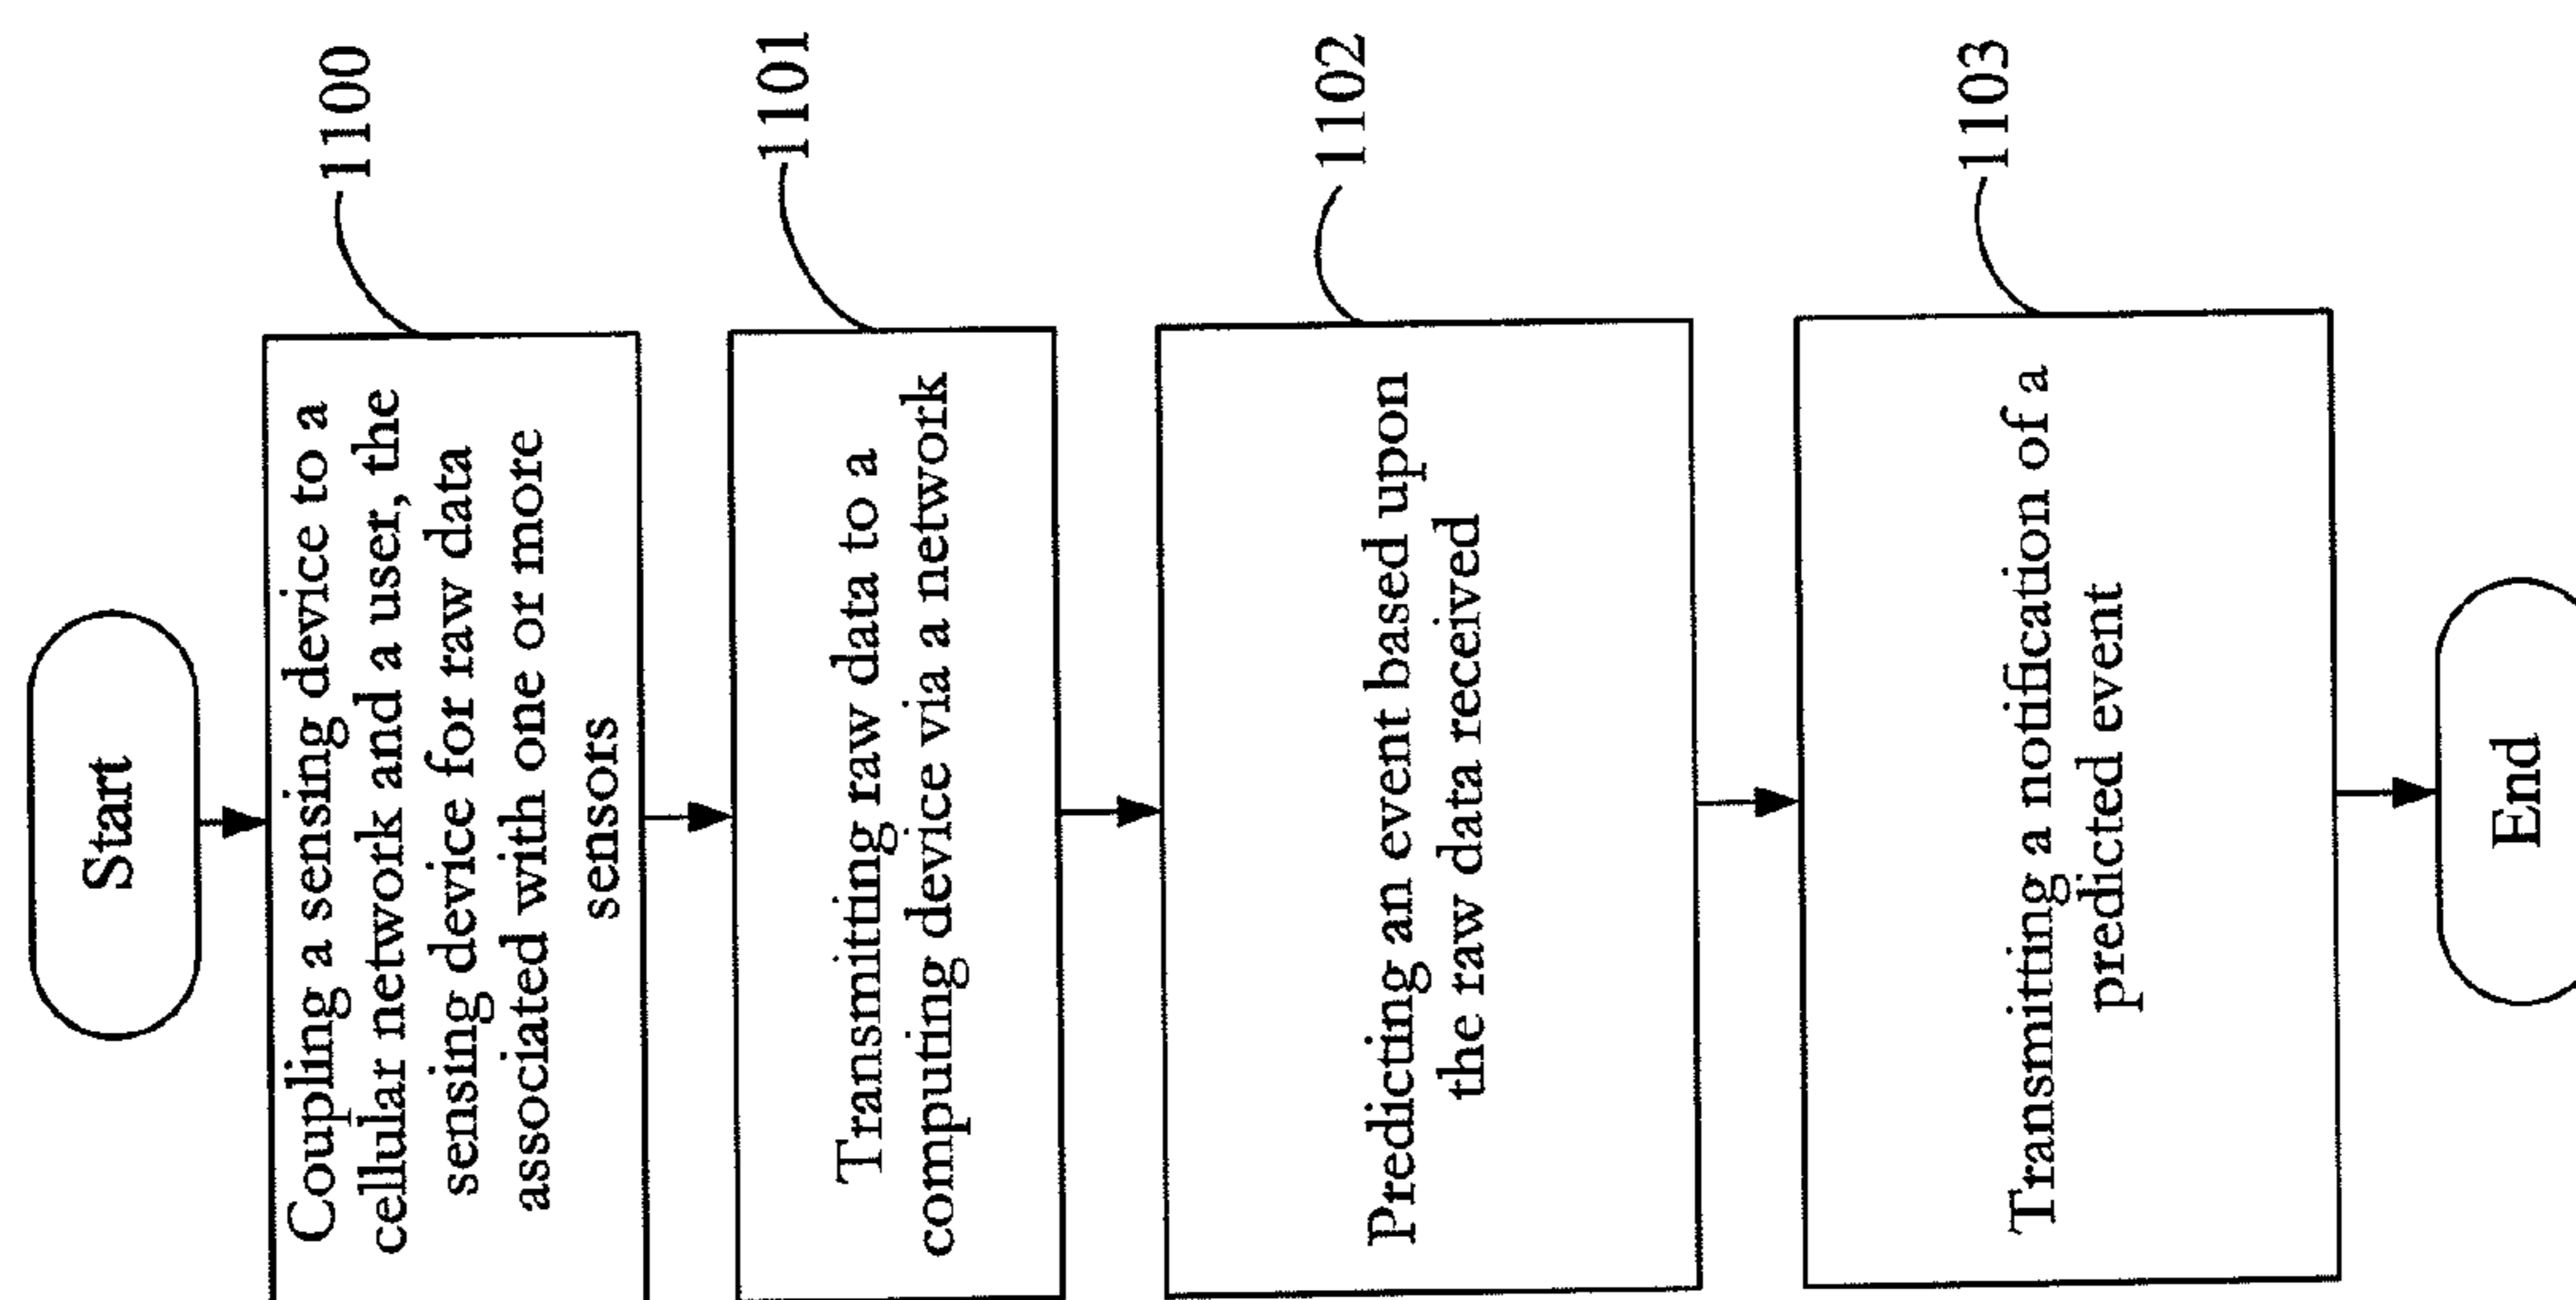 Start
Coupling a sensing device to a
cellular network and a user, the
sensing device for raw data
associated with one or more
sensors
1100
Transmitting raw data to a
computing device via a network
1101
Predicting an event based upon
the raw data received
1102
Transmitting a notification of a
predicted event
1103
End